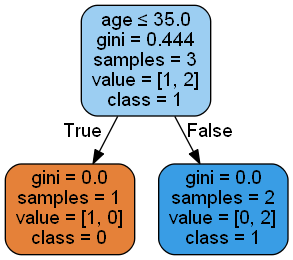 age ≤ 35.0
gini = 0.444
samples = 3
value = [1, 2]
class = 1
True
False
gini = 0.0
samples = 1
value = [1, 0]
class = 0
gini = 0.0
samples = 2
value = [0, 2]
class = 1